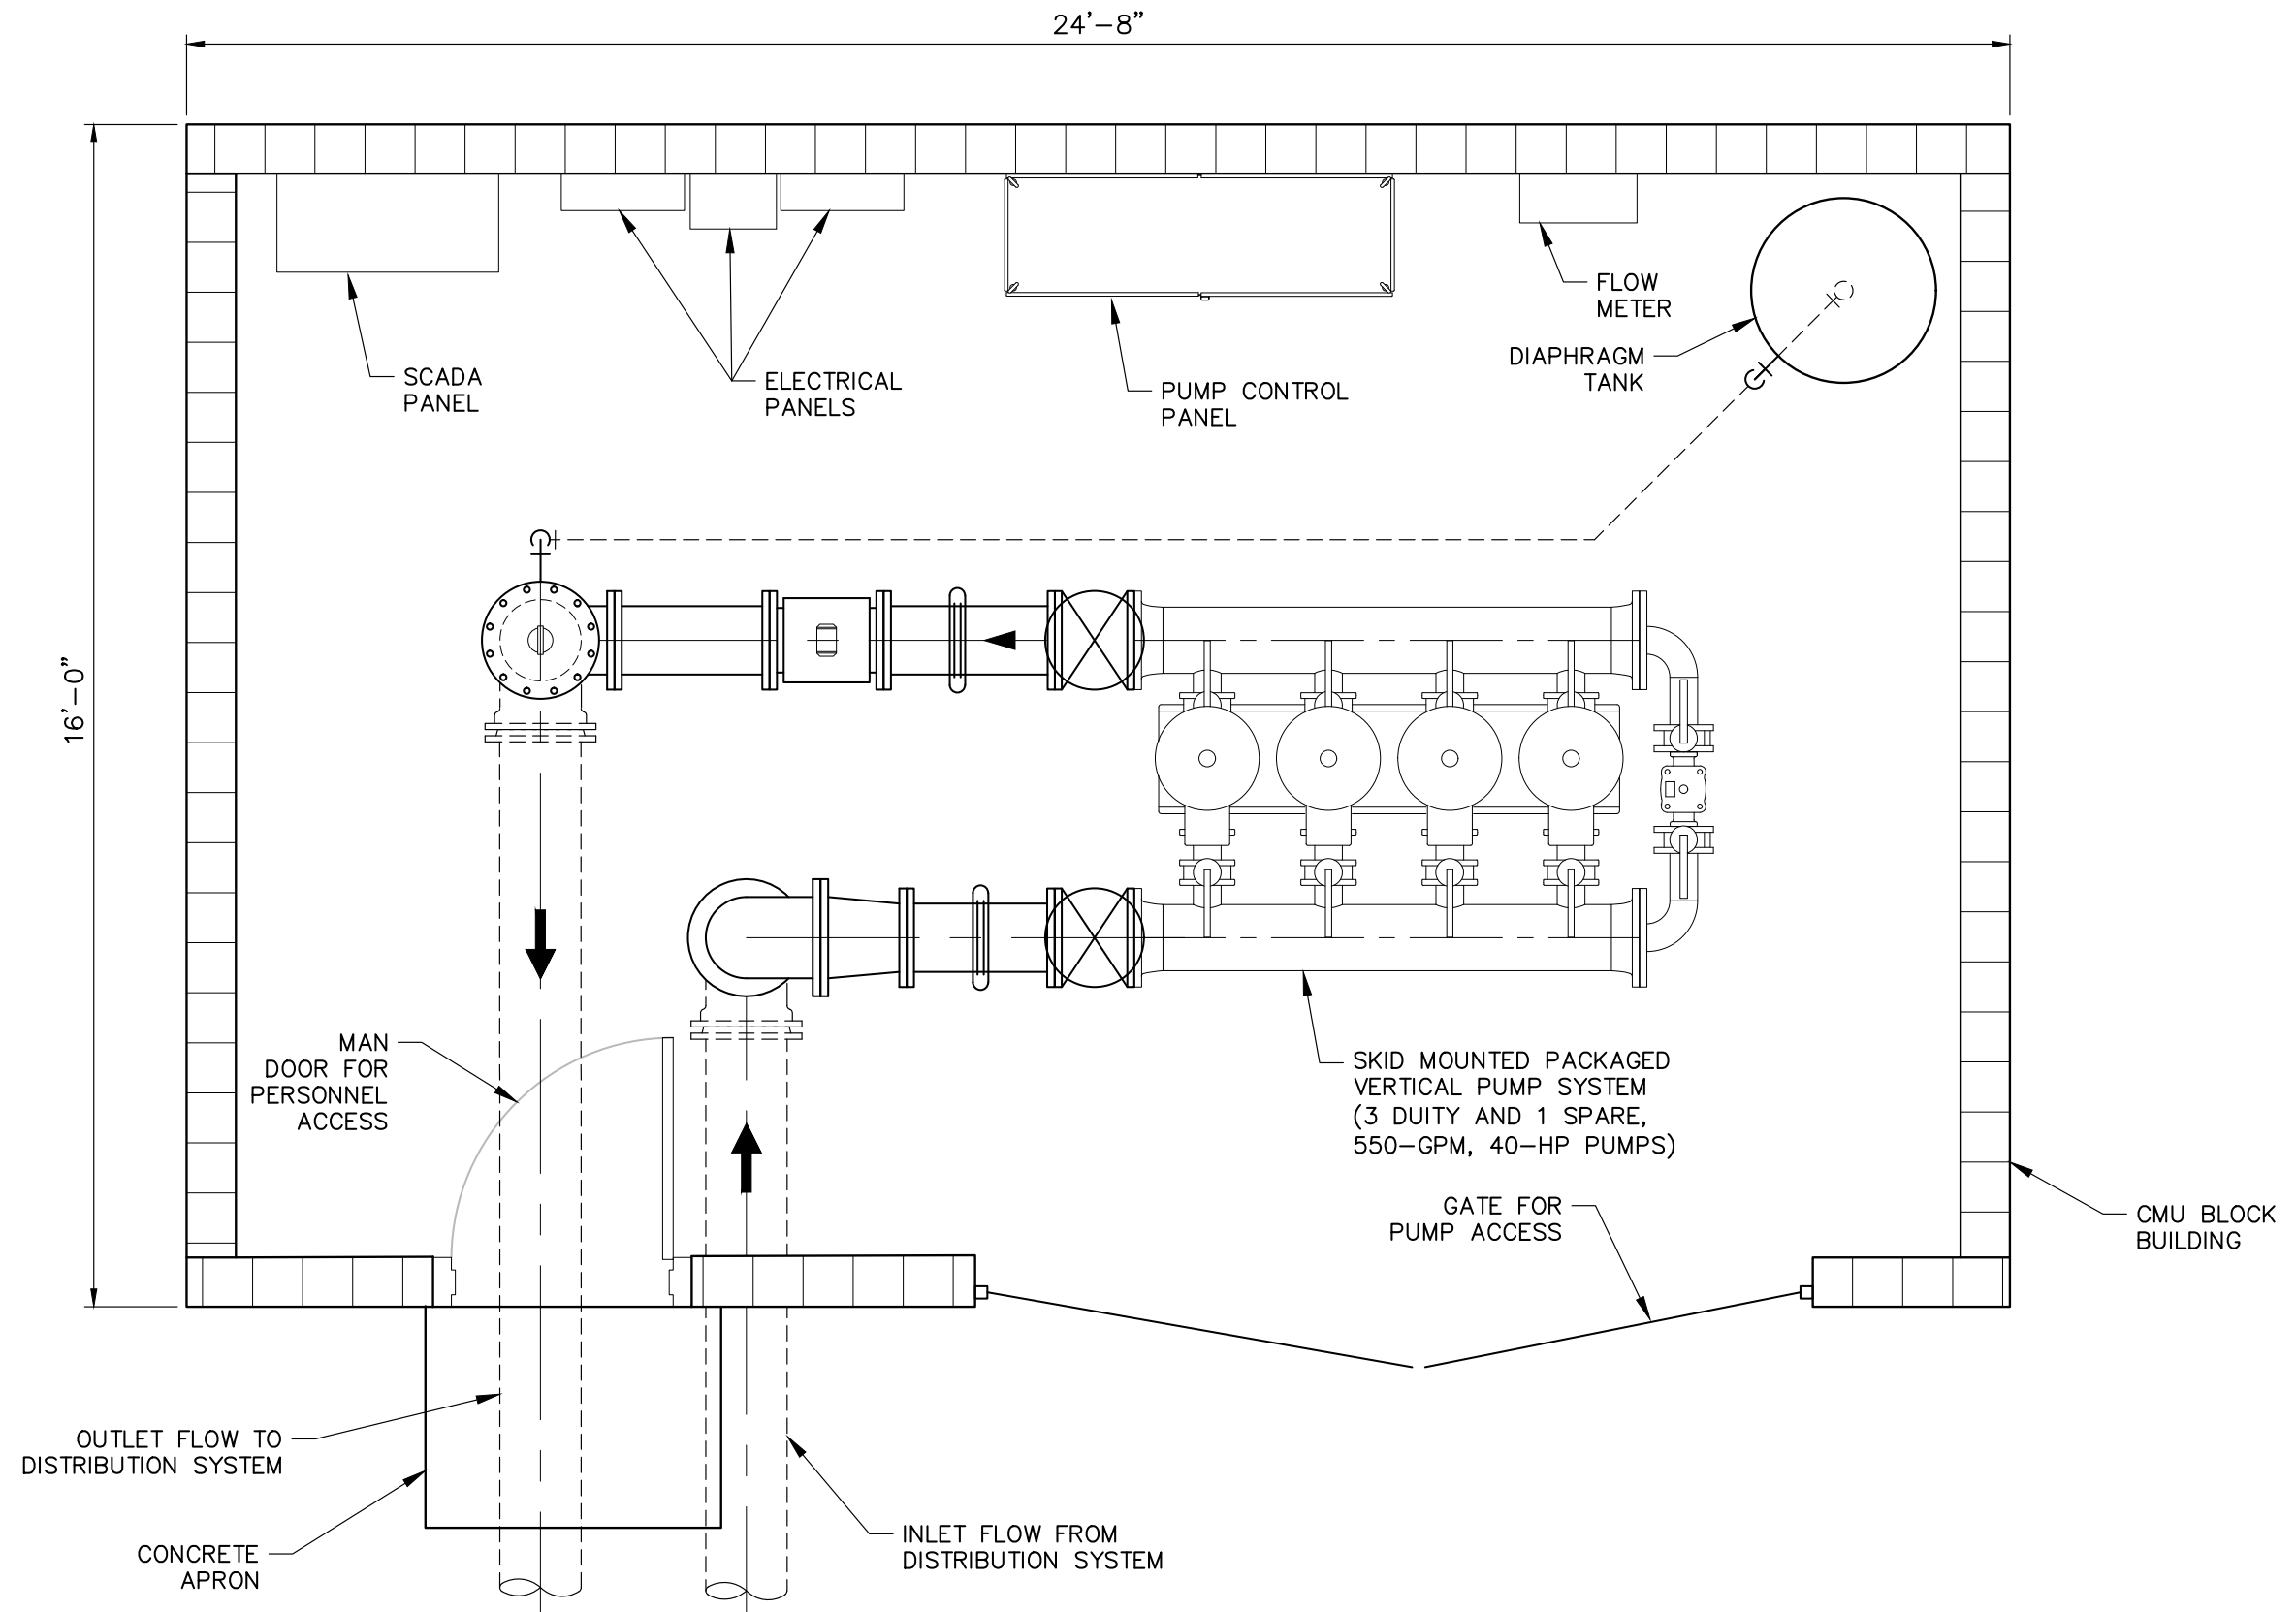 24'-8"
16'-0"
SCADA
PANEL
ELECTRICAL
PANELS
PUMP CONTROL
PANEL
FLOW
METER
DIAPHRAGM
TANK
MAN
DOOR FOR
PERSONNEL
ACCESS
SKID MOUNTED PACKAGED
VERTICAL PUMP SYSTEM
(3 DUITY AND 1 SPARE,
550-GPM, 40-HP PUMPS)
GATE FOR
PUMP ACCESS
CMU BLOCK
BUILDING
OUTLET FLOW TO
DISTRIBUTION SYSTEM
CONCRETE
APRON
INLET FLOW FROM
DISTRIBUTION SYSTEM